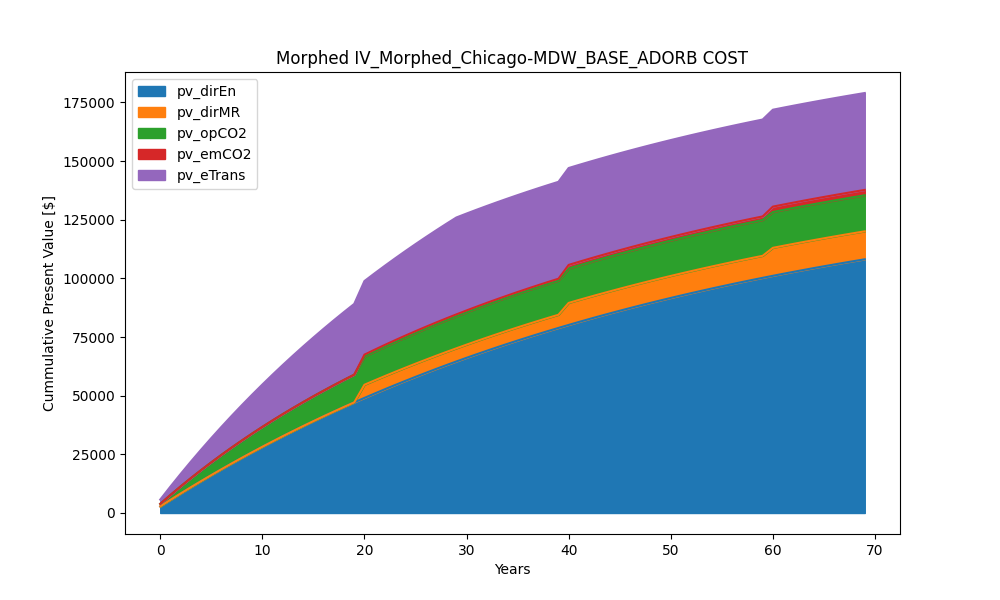 Morphed IV_Morphed_Chicago-MDW_BASE_ADORB COST
pv_dirEn
pv_dirMR
pv_opCO2
pv_emCO2
pv_eTrans
Cummulative Present Value [$]
175000
150000
125000
100000
75000
50000
25000
0
0 10 20 30 40 50 60 70
Years